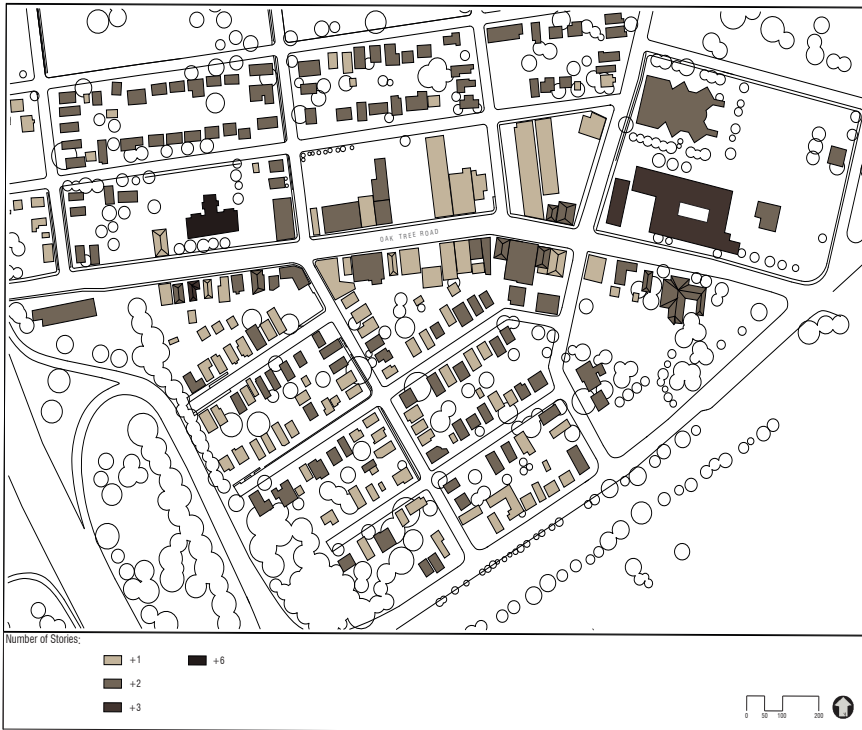 OAK TREE ROAD
Number of Stories:
+1 +6
+2
+3
0 50 100 200